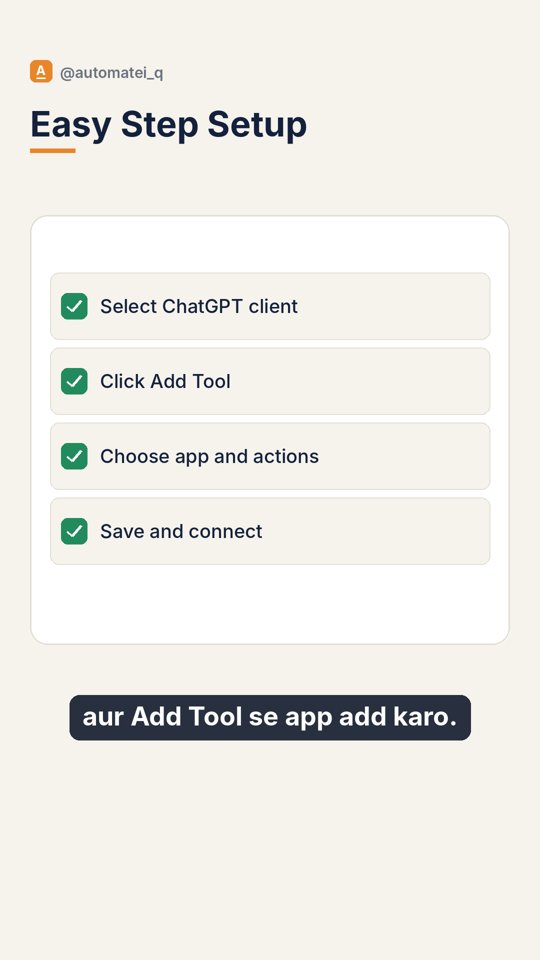 A
@automatei_q
Easy Step Setup
Select ChatGPT client
Click Add Tool
Choose app and actions
Save and connect
aur Add Tool se app add karo.